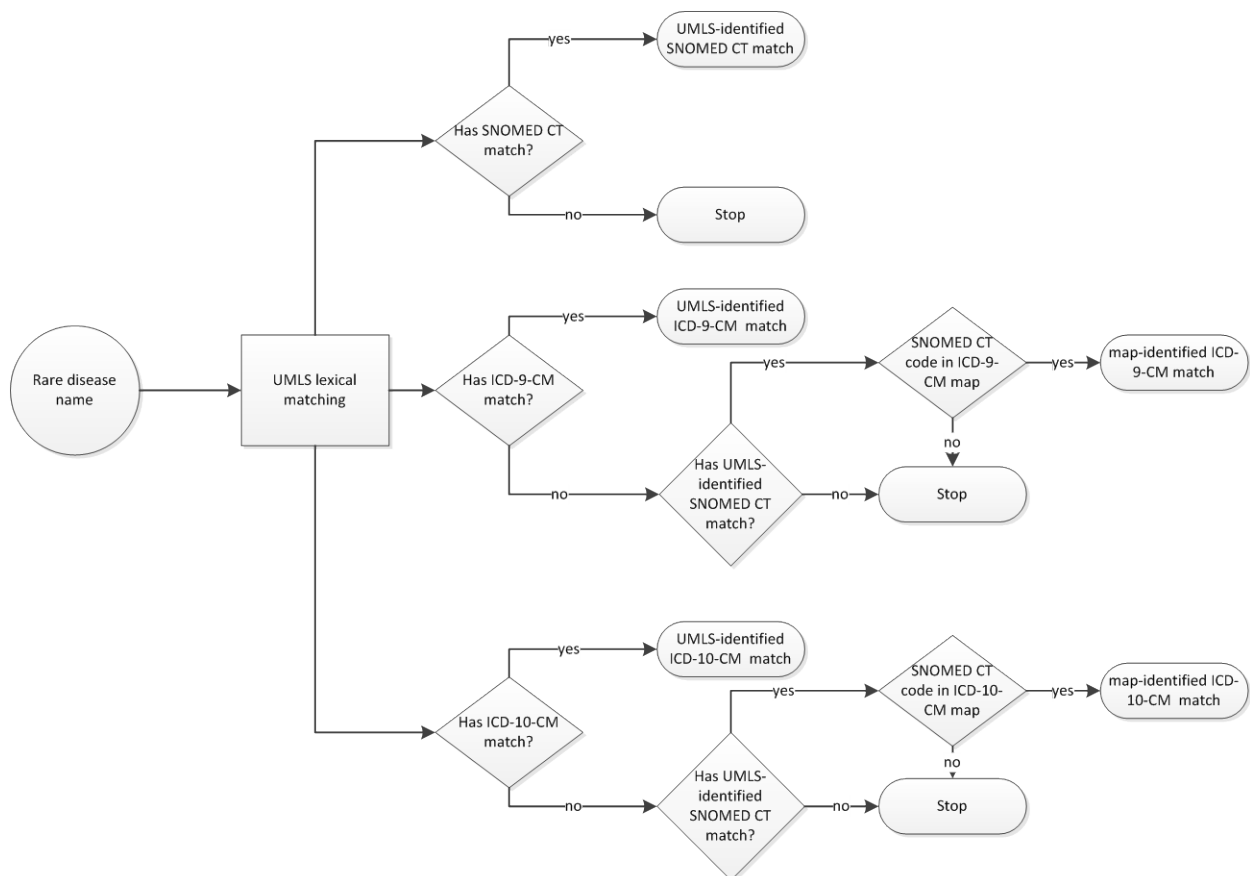 UMLS-identified
SNOMED CT match
yes
Has SNOMED CT
match?
no
Stop
Rare disease
name
UMLS lexical
matching
UMLS-identified
ICD-9-CM match
yes
Has ICD-9-CM
match?
no
Has UMLS-
identified
SNOMED CT
match?
yes
SNOMED CT
code in ICD-9-
CM map
yes
map-identified ICD-
9-CM match
no
no
Stop
UMLS-identified
ICD-10-CM match
yes
Has ICD-10-CM
match?
no
Has UMLS-
identified
SNOMED CT
match?
yes
SNOMED CT
code in ICD-10-
CM map
yes
map-identified ICD-
10-CM match
no
no
Stop